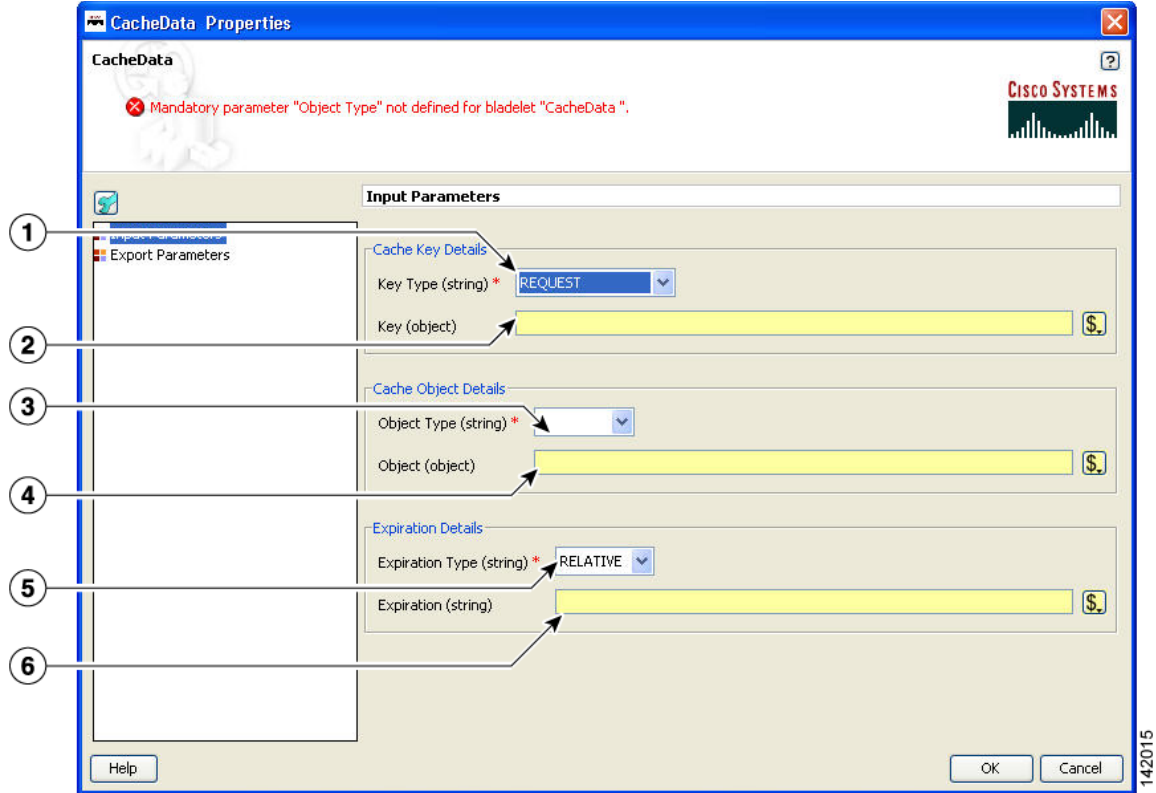 CacheData Properties
CacheData
?
Mandatory parameter "Object Type" not defined for bladelet "CacheData ".
CISCO SYSTEMS
Input Parameters
1
Input Parameters
Export Parameters
Cache Key Details
Key Type (string) * REQUEST
2
Key (object) $
Cache Object Details
3
Object Type (string) *
4
Object (object) $
Expiration Details
5
Expiration Type (string) * RELATIVE
Expiration (string) $
6
Help
OK
Cancel
142015